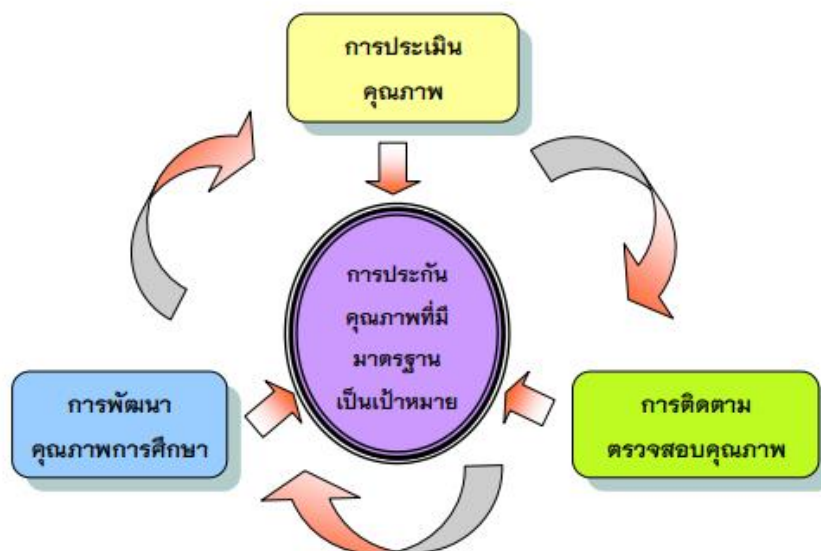 การประเมิน
คุณภาพ
การประกัน
คุณภาพที่มี
มาตรฐาน
เป็นเป้าหมาย
การพัฒนา
คุณภาพการศึกษา
การติดตาม
ตรวจสอบคุณภาพ